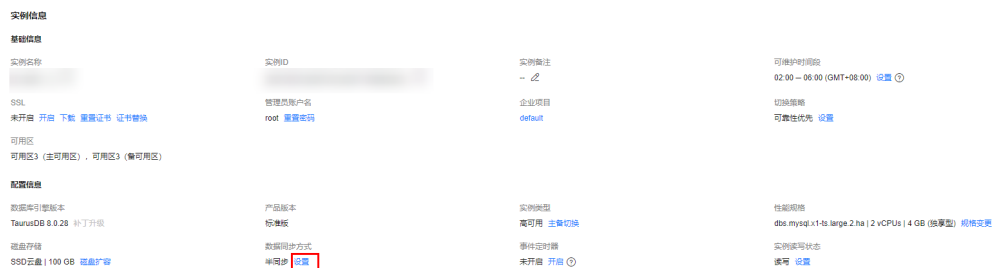 实例信息
基础信息
实例名称 实例ID 实例备注 可维护时间段
-- 02:00 – 06:00 (GMT+08:00) 设置
SSL 管理员账户名 企业项目 切换策略
未开启 开启 下载 重置证书 证书替换 root 重置密码 default 可靠性优先 设置
可用区
可用区3（主可用区），可用区3（备可用区）
配置信息
数据库引擎版本 产品版本 实例类型 性能规格
TaurusDB 8.0.28 补丁升级 标准版 高可用 主备切换 dbs.mysql.x1-ts.large.2.ha | 2 vCPUs | 4 GB (独享型) 规格变更
磁盘存储 数据同步方式 事件定时器 实例读写状态
SSD云盘 | 100 GB 磁盘扩容 半同步 设置 未开启 开启 读写 设置